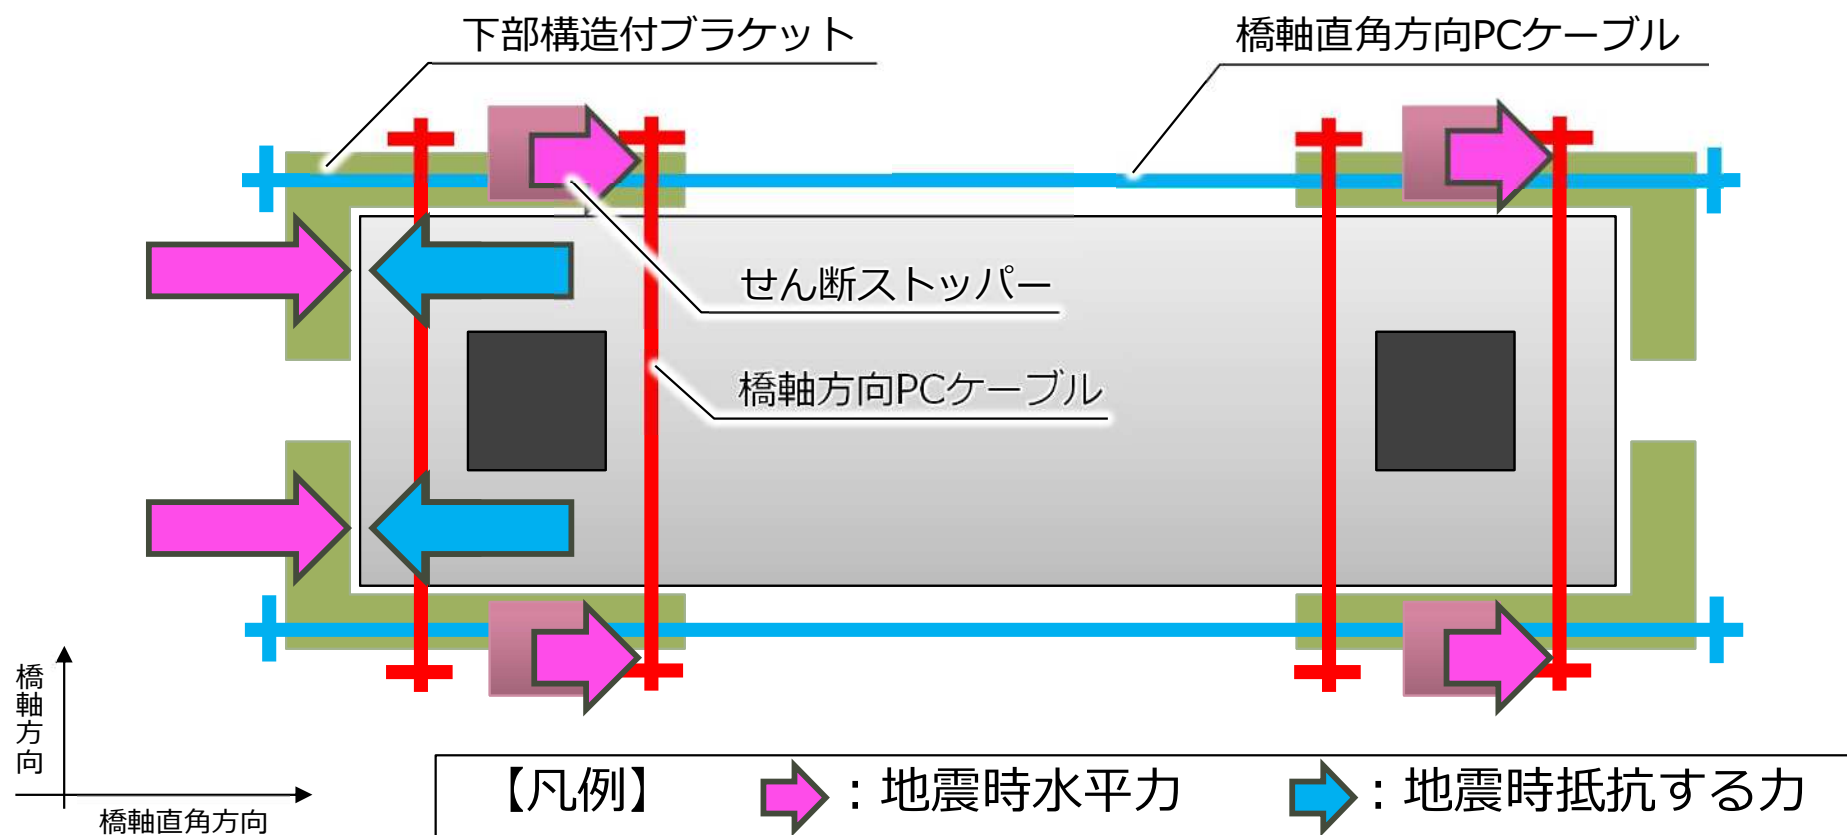 下部構造付ブラケット
橋軸直角方向PCケーブル
せん断ストッパー
橋軸方向PCケーブル
橋軸方向
橋軸直角方向
【凡例】 ：地震時水平力 ：地震時抵抗する力